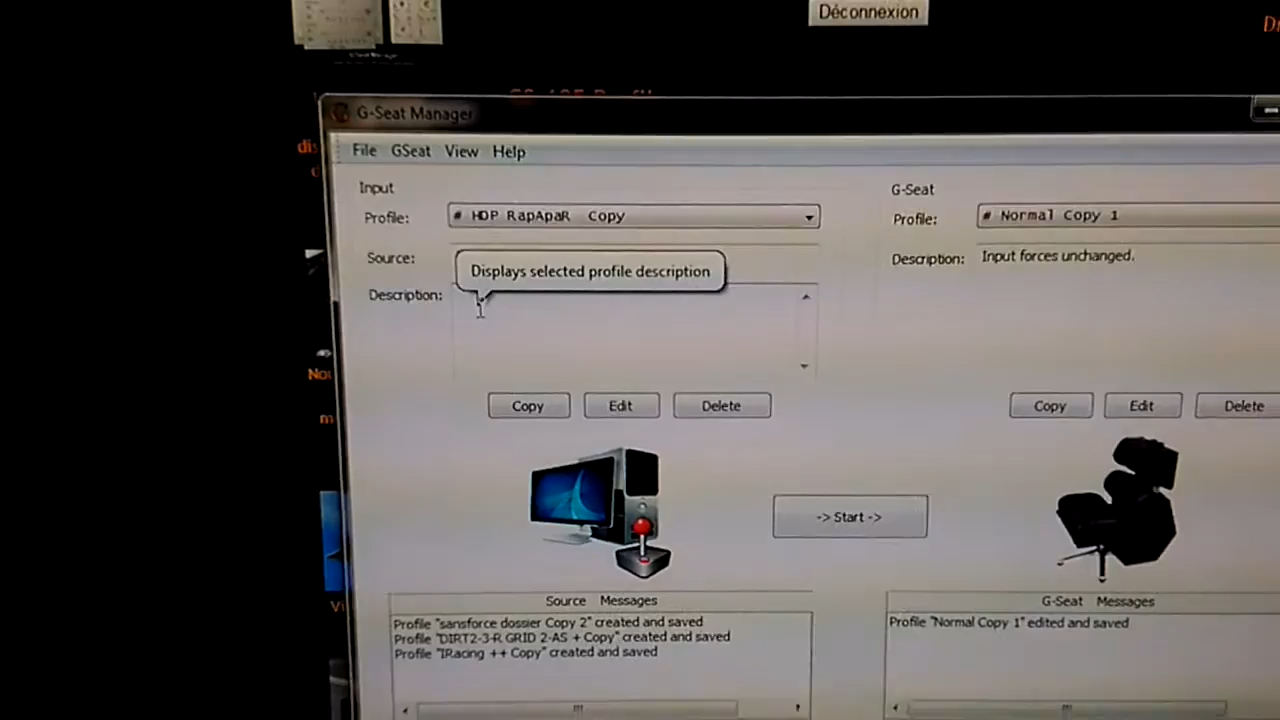 Déconnexion
G-Seat Manager
File GSeat View Help
Input
G-Seat
Profile: # HDP RapApaR Copy
Profile: # Normal Copy 1
Source:
Displays selected profile description
Description: Input forces unchanged.
Description:
Copy Edit Delete
Copy Edit Delete
-> Start ->
Source Messages
G-Seat Messages
Profile "sansforce dossier Copy 2" created and saved
Profile "DIRT2-3-R GRID 2-AS + Copy" created and saved
Profile "IRacing ++ Copy" created and saved
Profile "Normal Copy 1" edited and saved